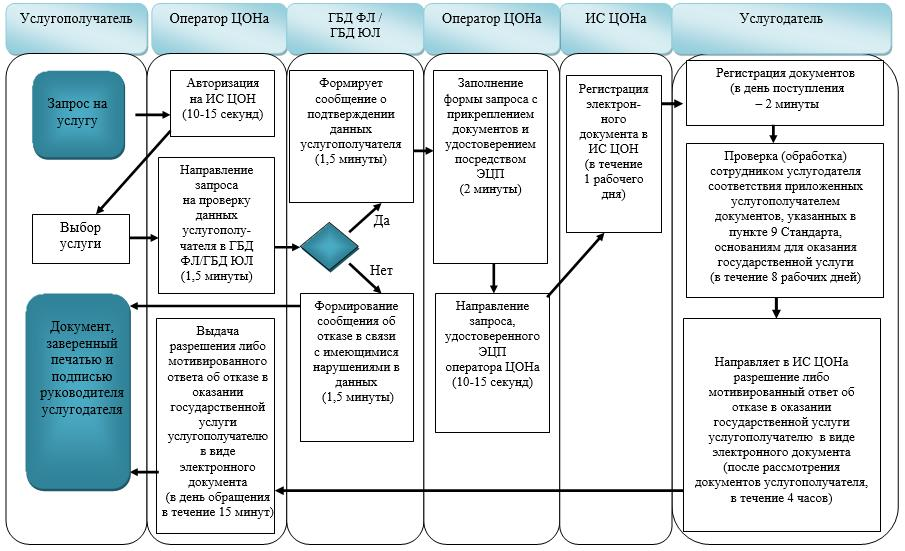 Услугополучатель
Оператор ЦОНа
ГБД ФЛ /
ГБД ЮЛ
Оператор ЦОНа
ИС ЦОНа
Услугодатель
Запрос на
услугу
Авторизация
на ИС ЦОН
(10-15 секунд)
Выбор
услуги
Направление
запроса
на проверку
данных
услугополу-
чателя в ГБД
ФЛ/ГБД ЮЛ
(1,5 минуты)
Формирует
сообщение о
подтверждении
данных
услугополучателя
(1,5 минуты)
Да
Нет
Формирование
сообщения об
отказе в связи
с имеющимися
нарушениями в
данных
(1,5 минуты)
Заполнение
формы запроса с
прикреплением
документов и
удостоверением
посредством
ЭЦП
(2 минуты)
Направление
запроса,
удостоверенного
ЭЦП
оператора ЦОНа
(10-15 секунд)
Регистрация
электрон-
ного
документа в
ИС ЦОН
(в течение
1 рабочего
дня)
Регистрация документов
(в день поступления
– 2 минуты
Проверка (обработка)
сотрудником услугодателя
соответствия приложенных
услугополучателем
документов, указанных в
пункте 9 Стандарта,
основаниям для оказания
государственной услуги
(в течение 8 рабочих дней)
Направляет в ИС ЦОНа
разрешение либо
мотивированный ответ об
отказе в оказании
государственной услуги
услугополучателю в виде
электронного документа
(после рассмотрения
документов услугополучателя,
в течение 4 часов)
Выдача
разрешения либо
мотивированного
ответа об отказе в
оказании
государственной
услуги
услугополучателю
в виде
электронного
документа
(в день обращения
в течение 15 минут)
Документ,
заверенный
печатью и
подписью
руководителя
услугодателя